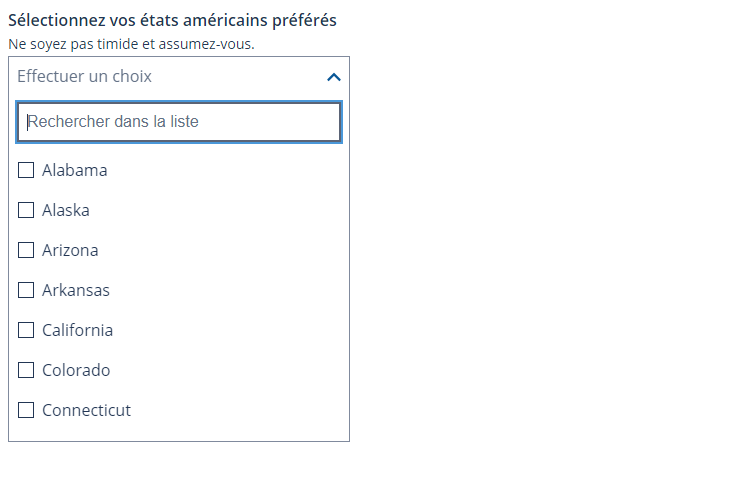 Sélectionnez vos états américains préférés
Ne soyez pas timide et assumez-vous.
Effectuer un choix
Rechercher dans la liste
Alabama
Alaska
Arizona
Arkansas
California
Colorado
Connecticut